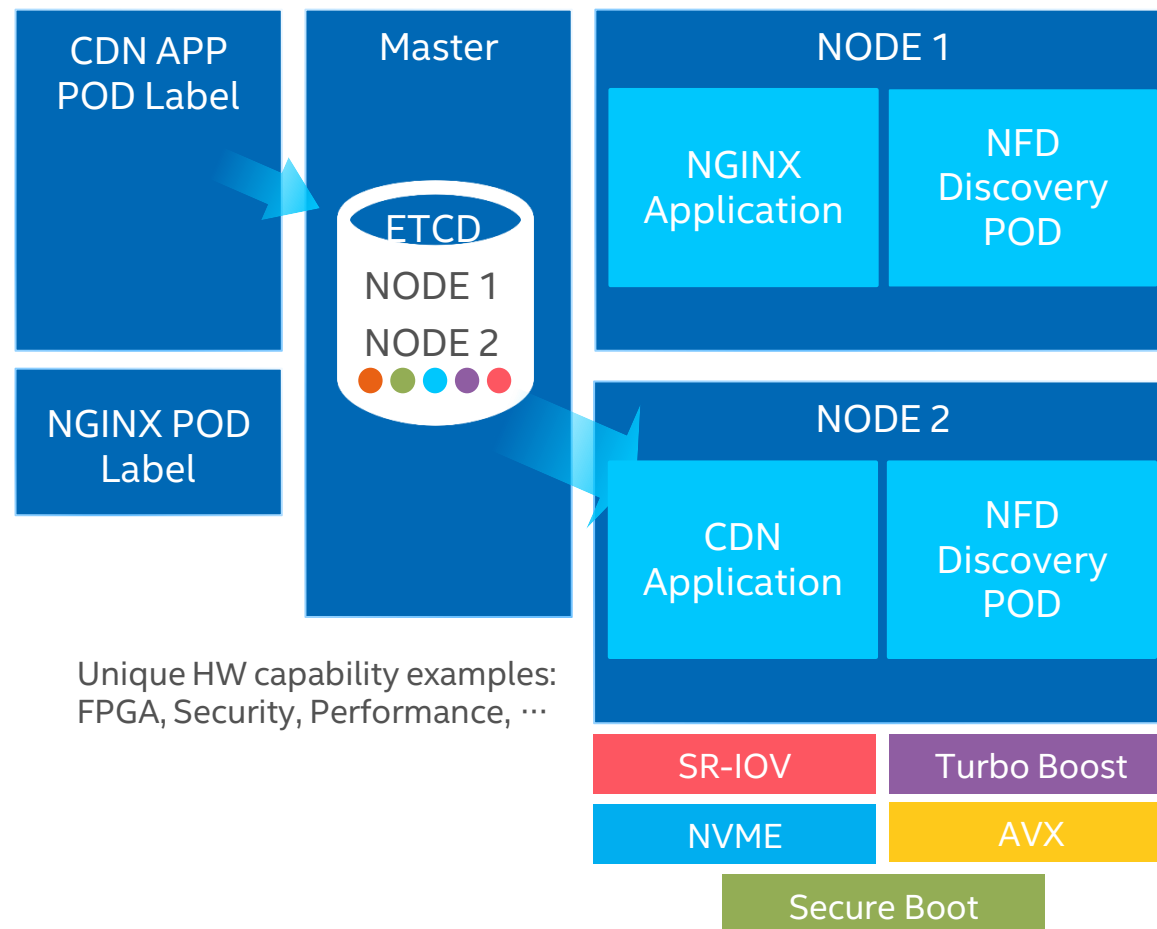 CDN APP
POD Label
NGINX POD
Label
Master
ETCD
NODE 1
NODE 2
NODE 1
NGINX
Application
NFD
Discovery
POD
NODE 2
CDN
Application
NFD
Discovery
POD
Unique HW capability examples:
FPGA, Security, Performance, ···
SR-IOV
Turbo Boost
NVME
AVX
Secure Boot